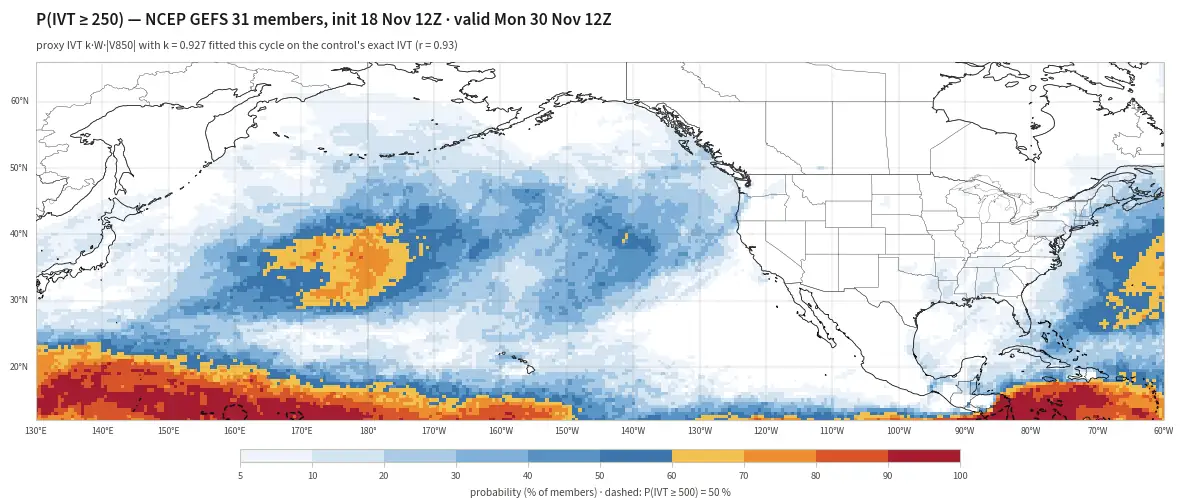 P(IVT ≥ 250) — NCEP GEFS 31 members, init 18 Nov 12Z · valid Mon 30 Nov 12Z
proxy IVT k·W·|V850| with k = 0.927 fitted this cycle on the control's exact IVT (r = 0.93)
60°N
50°N
40°N
30°N
20°N
130°E 140°E 150°E 160°E 170°E 180° 170°W 160°W 150°W 140°W 130°W 120°W 110°W 100°W 90°W 80°W 70°W 60°W
5 10 20 30 40 50 60 70 80 90 100
probability (% of members) · dashed: P(IVT ≥ 500) = 50 %